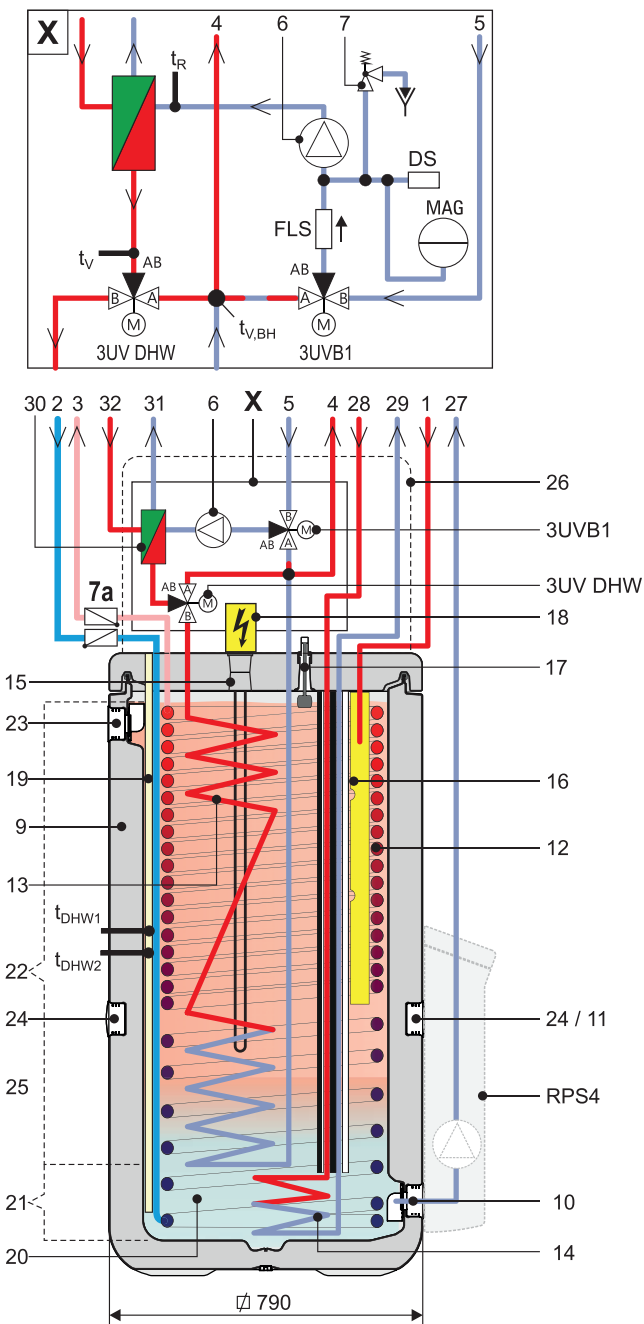 X
4
6
7
5
tR
DS
MAG
FLS
tV
AB
B
A
M
AB
A
B
M
tV,BH
3UV DHW
3UVB1
30
2
3
32
31
6
X
5
4
28
29
1
27
26
B
AB
A
M
3UVB1
AB
A
B
M
3UV DHW
7a
18
15
17
23
19
16
9
12
13
tDHW1
tDHW2
22
24
24 / 11
25
RPS4
21
10
20
14
790